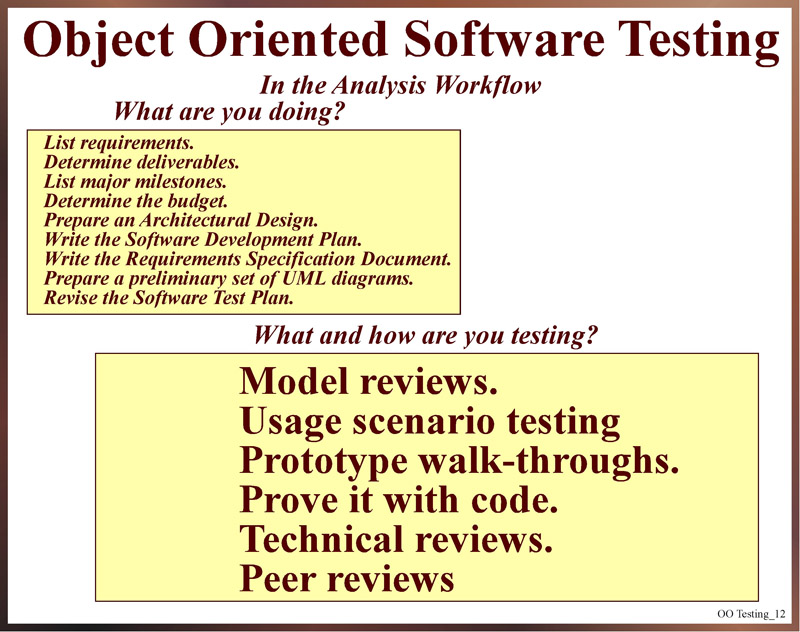 Object Oriented Software Testing
In the Analysis Workflow
What are you doing?
List requirements.
Determine deliverables.
List major milestones.
Determine the budget.
Prepare an Architectural Design.
Write the Software Development Plan.
Write the Requirements Specification Document.
Prepare a preliminary set of UML diagrams.
Revise the Software Test Plan.
What and how are you testing?
Model reviews.
Usage scenario testing
Prototype walk-throughs.
Prove it with code.
Technical reviews.
Peer reviews
OO Testing_12